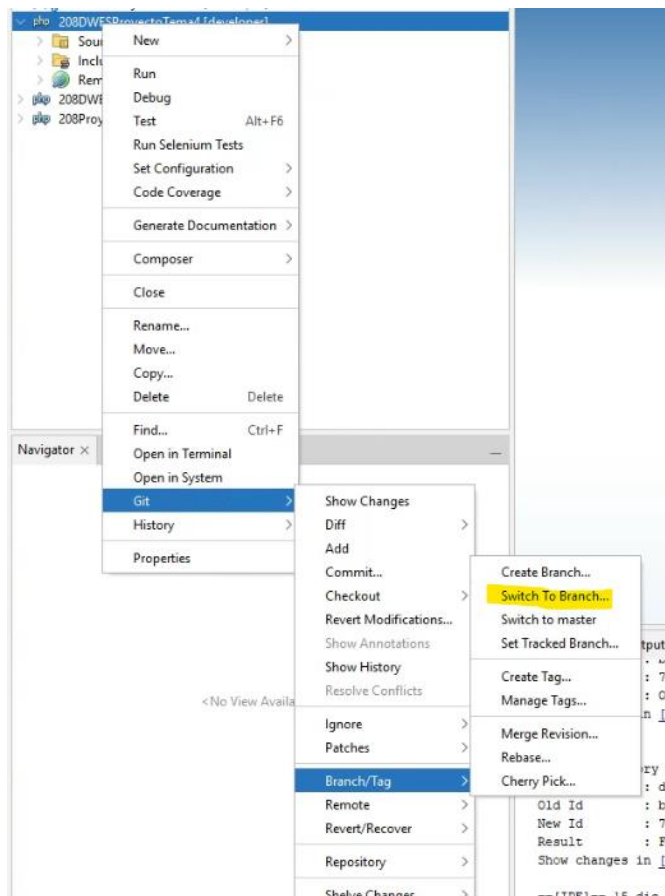 208DWESProyectoTema4 [developer]
Sou
Inclu
Rem
208DWE
208Proy
New
Run
Debug
Test Alt+F6
Run Selenium Tests
Set Configuration
Code Coverage
Generate Documentation
Composer
Close
Rename...
Move...
Copy...
Delete Delete
Find... Ctrl+F
Open in Terminal
Open in System
Git
History
Properties
Navigator
<No View Availa
Show Changes
Diff
Add
Commit...
Checkout
Revert Modifications...
Show Annotations
Show History
Resolve Conflicts
Ignore
Patches
Branch/Tag
Remote
Revert/Recover
Repository
Shelve Changes
Create Branch...
Switch To Branch...
Switch to master
Set Tracked Branch...
Create Tag...
Manage Tags...
Merge Revision...
Rebase...
Cherry Pick...
tput
: 7
n [
ry
: d
Old Id : b
New Id : 7
Result : F
Show changes in [